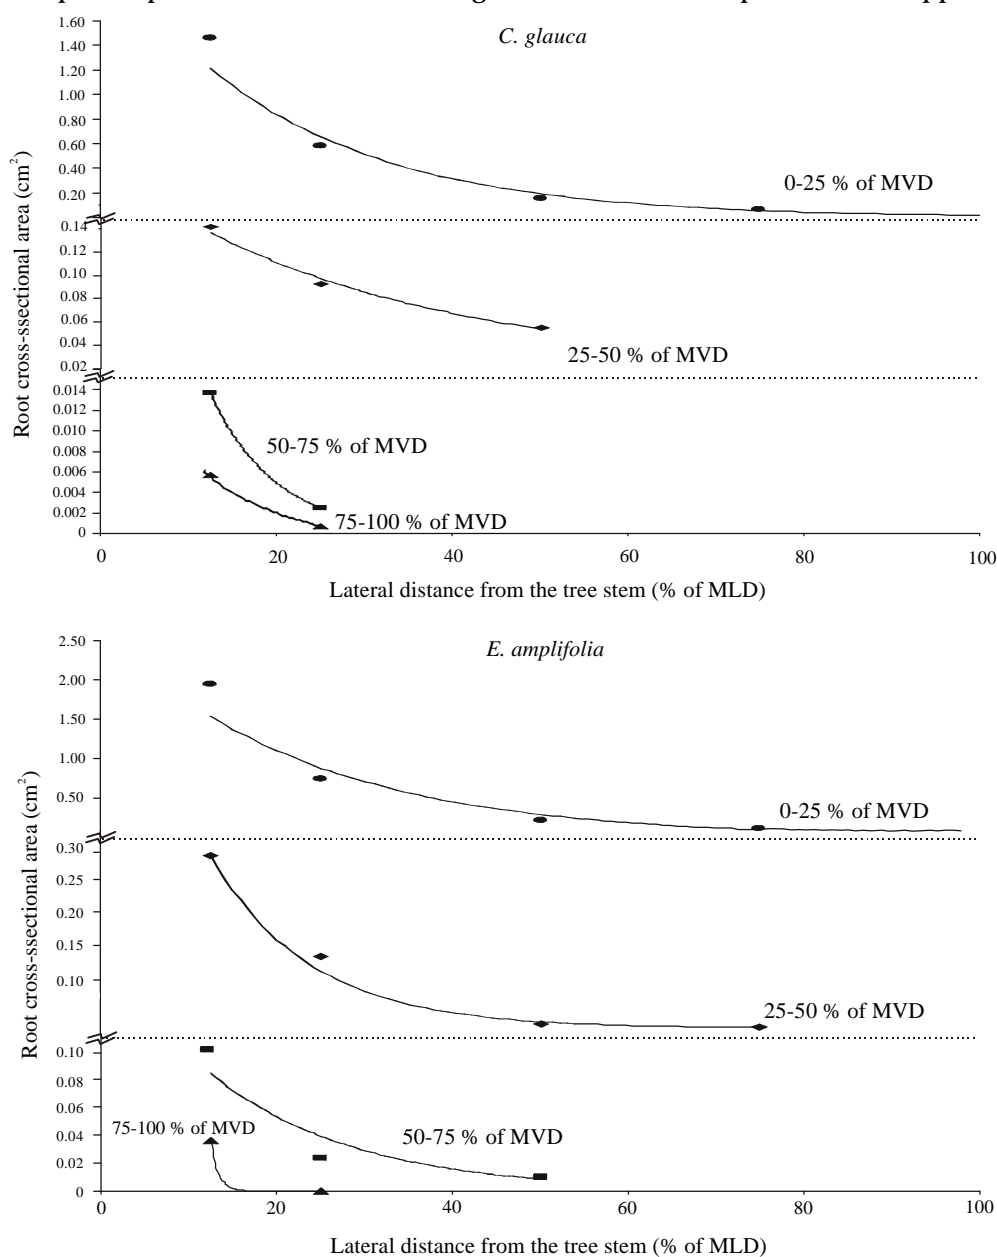 C. glauca
Root cross-ssectional area (cm²)
1.60
1.40
1.20
1.00
0.80
0.60
0.40
0.20
0-25 % of MVD
0.14
0.12
0.10
0.08
0.06
0.04
0.02
25-50 % of MVD
0.014
0.012
0.010
0.008
0.006
0.004
0.002
0
50-75 % of MVD
75-100 % of MVD
0 20 40 60 80 100
Lateral distance from the tree stem (% of MLD)
E. amplifolia
Root cross-ssectional area (cm²)
2.50
2.00
1.50
1.00
0.50
0-25 % of MVD
0.30
0.25
0.20
0.15
0.10
25-50 % of MVD
0.10
0.08
0.06
0.04
0.02
0
75-100 % of MVD
50-75 % of MVD
0 20 40 60 80 100
Lateral distance from the tree stem (% of MLD)